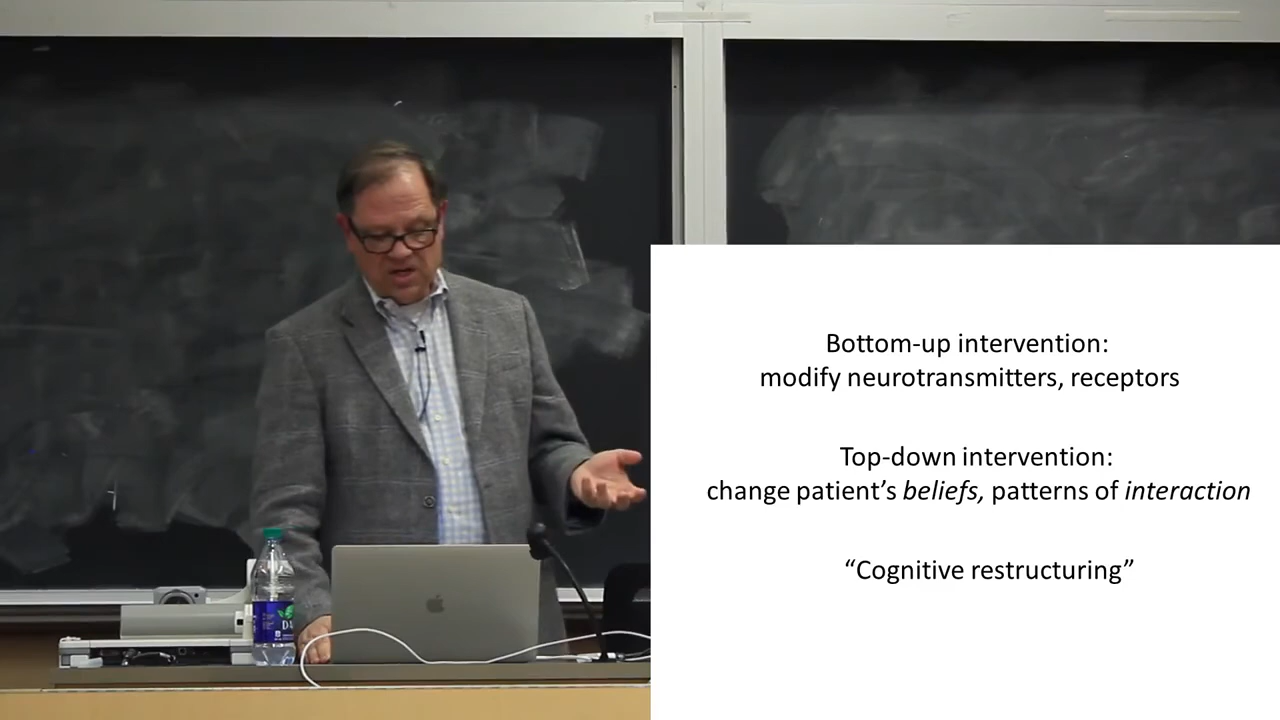 Bottom-up intervention:
modify neurotransmitters, receptors
Top-down intervention:
change patient’s beliefs, patterns of interaction
“Cognitive restructuring”